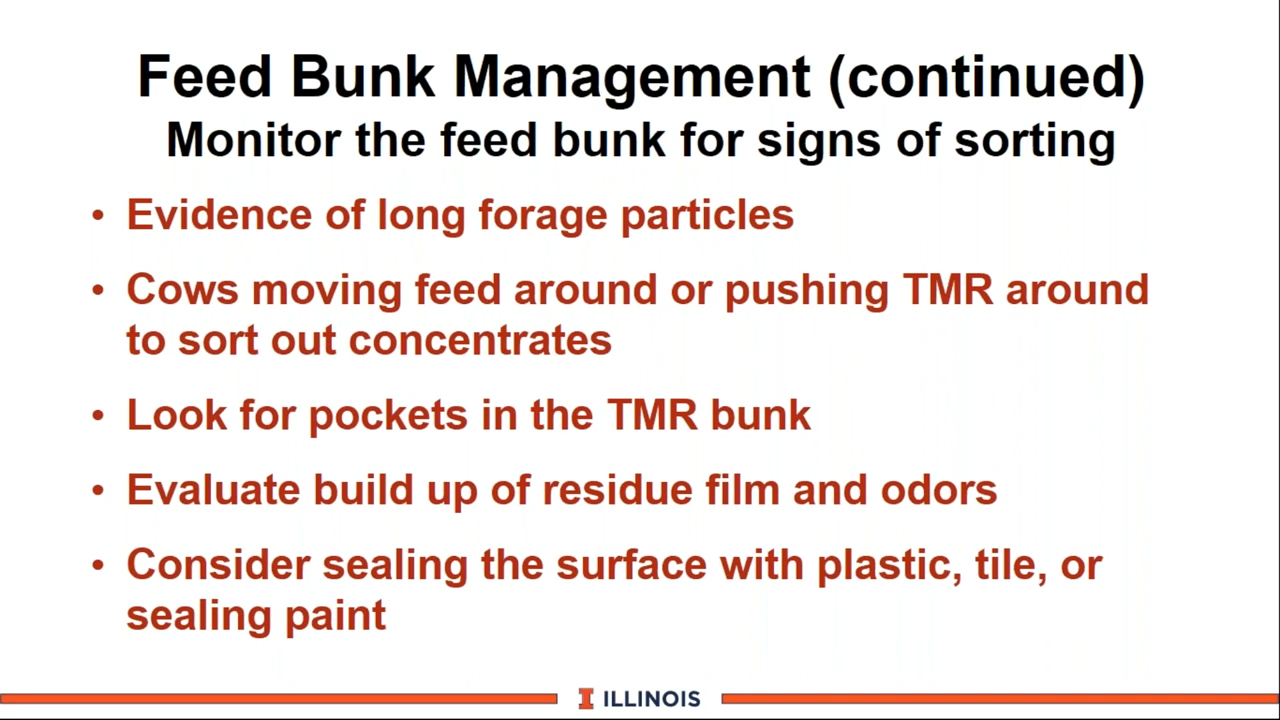 Feed Bunk Management (continued)
Monitor the feed bunk for signs of sorting
• Evidence of long forage particles
• Cows moving feed around or pushing TMR around
to sort out concentrates
• Look for pockets in the TMR bunk
• Evaluate build up of residue film and odors
• Consider sealing the surface with plastic, tile, or
sealing paint
I ILLINOIS